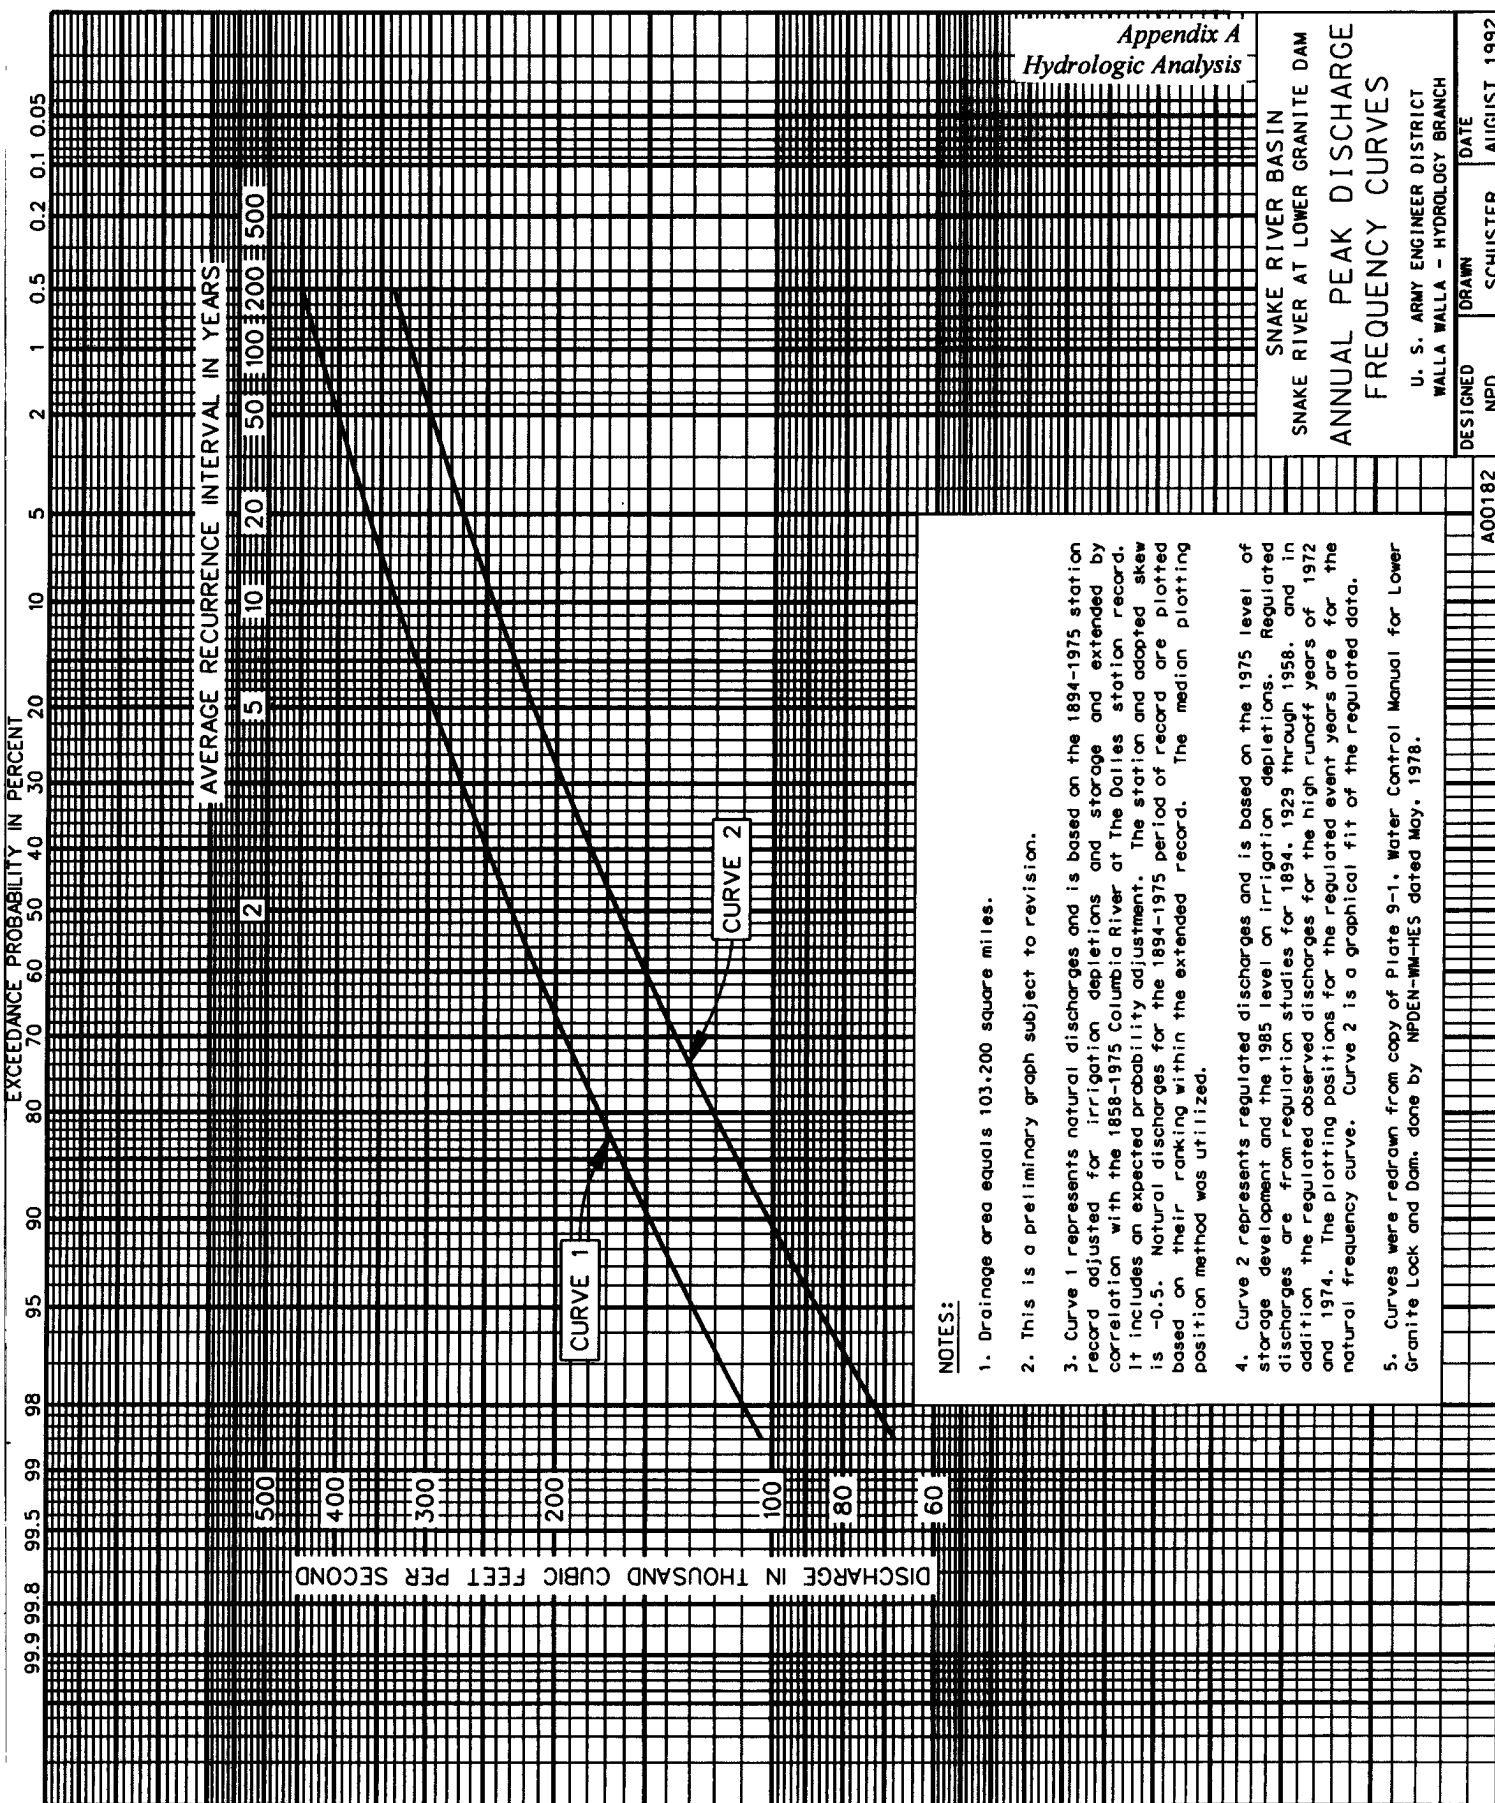 EXCEEDANCE PROBABILITY IN PERCENT
99.9 99.8 99.5 99 98 95 90 80 70 60 50 40 30 20 10 5 2 1 0.5 0.2 0.1 0.05
AVERAGE RECURRENCE INTERVAL IN YEARS
2 5 10 20 50 100 200 500
DISCHARGE IN THOUSAND CUBIC FEET PER SECOND
500
400
300
200
100
80
60
CURVE 1
CURVE 2
NOTES:
1. Drainage area equals 103,200 square miles.
2. This is a preliminary graph subject to revision.
3. Curve 1 represents natural discharges and is based on the 1894-1975 station
record adjusted for irrigation depletions and storage and extended by
correlation with the 1858-1975 Columbia River at The Dalles station record.
It includes an expected probability adjustment. The station and adopted skew
is -0.5. Natural discharges for the 1894-1975 period of record are plotted
based on their ranking within the extended record. The median plotting
position method was utilized.
4. Curve 2 represents regulated discharges and is based on the 1975 level of
storage development and the 1985 level on irrigation depletions. Regulated
discharges are from regulation studies for 1894, 1929 through 1958, and in
addition the regulated observed discharges for the high runoff years of 1972
and 1974. The plotting positions for the regulated event years are for the
natural frequency curve. Curve 2 is a graphical fit of the regulated data.
5. Curves were redrawn from copy of Plate 9-1, Water Control Manual for Lower
Granite Lock and Dam, done by NPDEN-WM-HES dated May, 1978.
Appendix A
Hydrologic Analysis
SNAKE RIVER BASIN
SNAKE RIVER AT LOWER GRANITE DAM
ANNUAL PEAK DISCHARGE
FREQUENCY CURVES
U. S. ARMY ENGINEER DISTRICT
WALLA WALLA - HYDROLOGY BRANCH
DESIGNED DRAWN DATE
NPD SCHUSTER AUGUST 1992
A00182